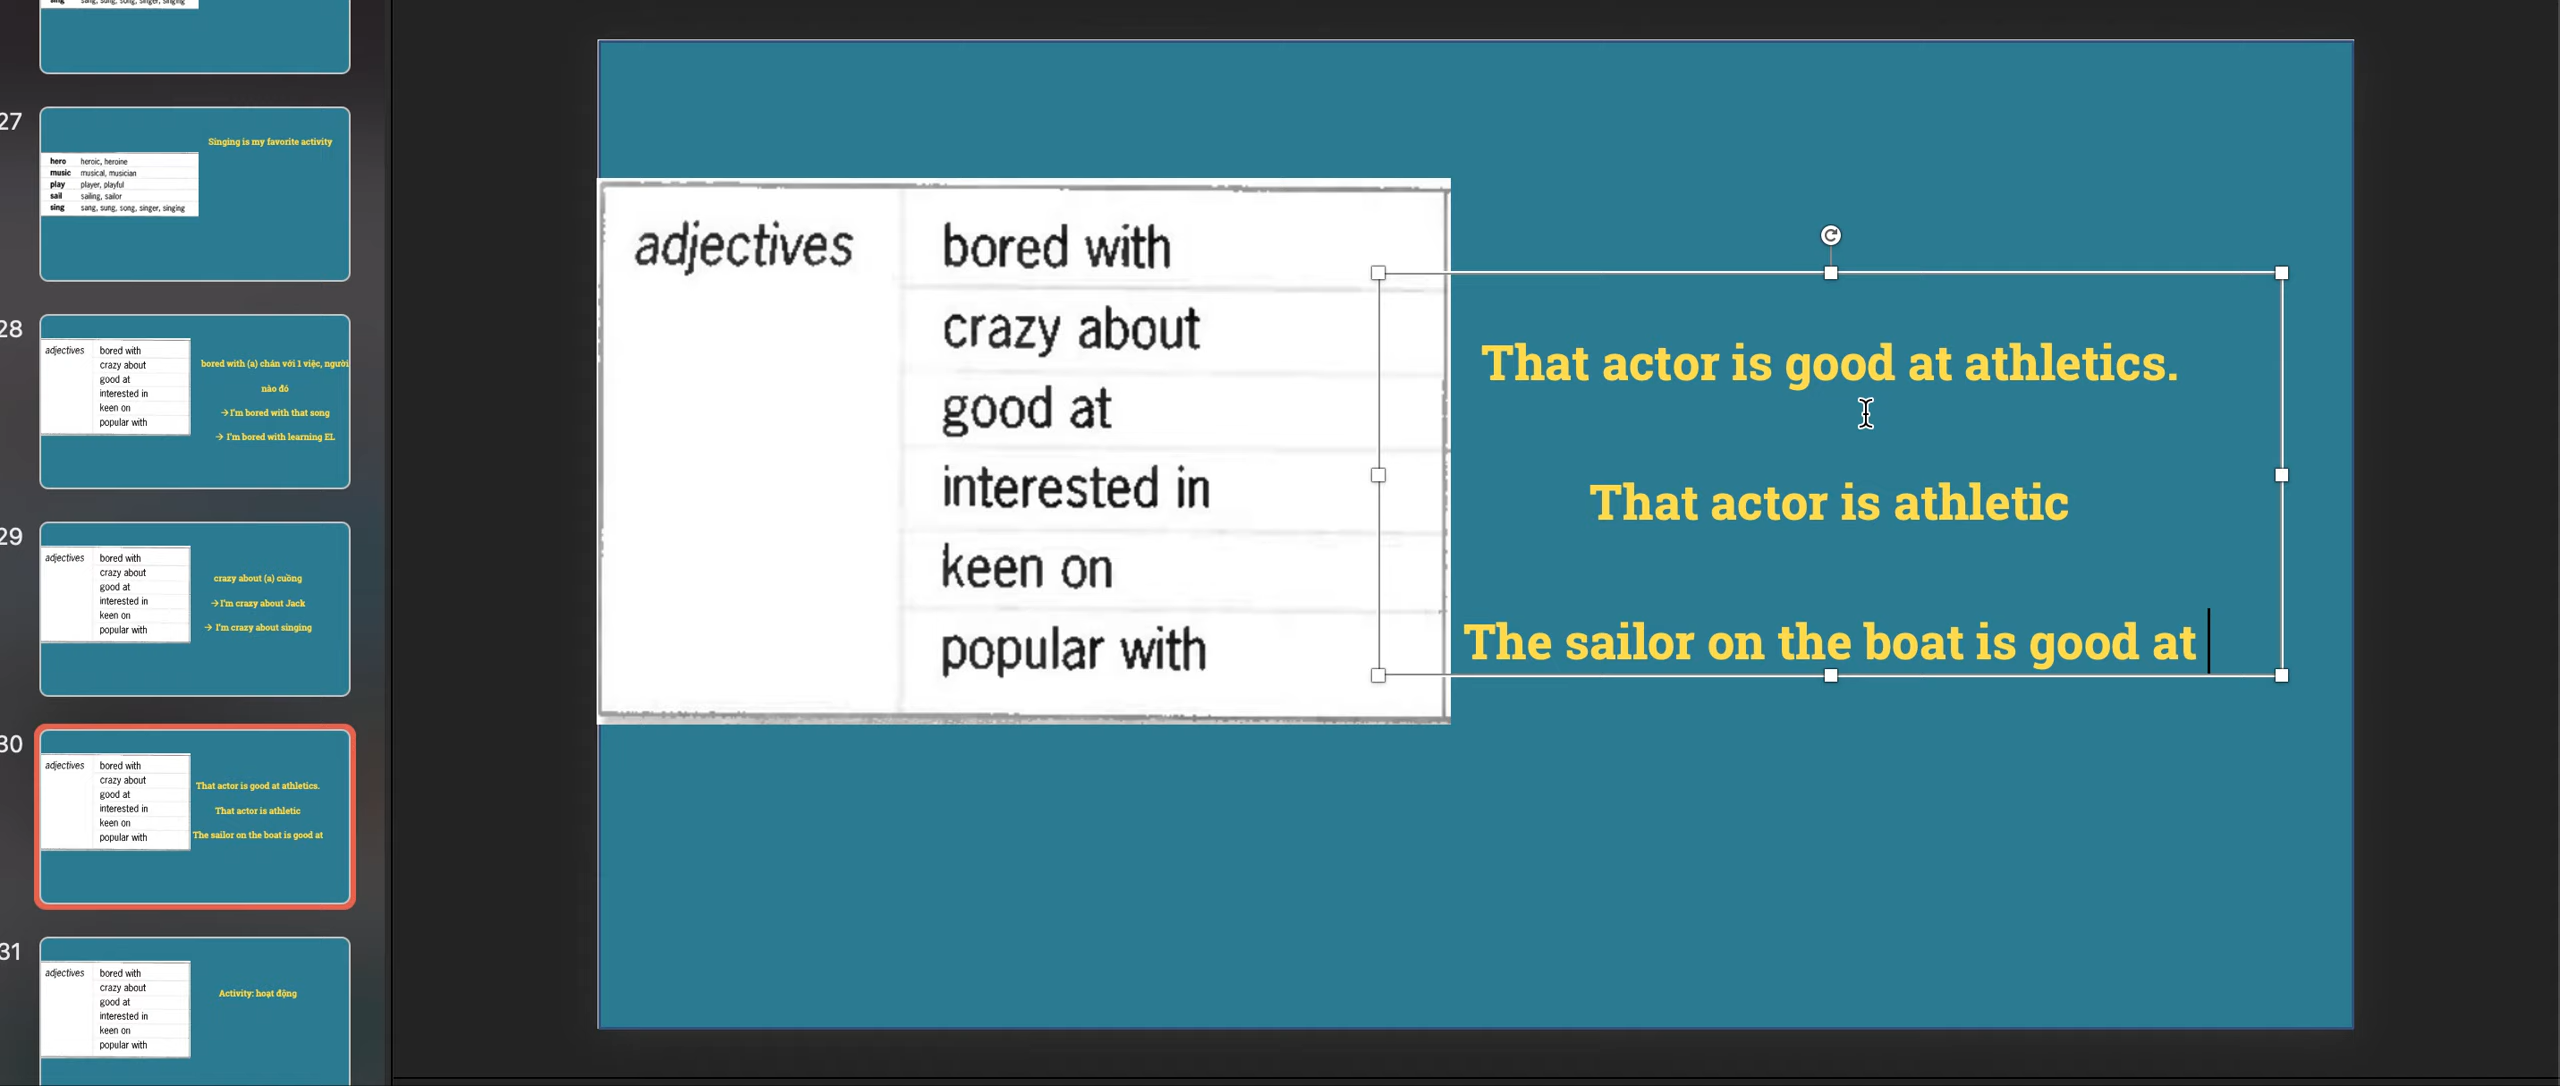 sing sang, sung, song, singer, singing
27
Singing is my favorite activity
hero heroic, heroine
music musical, musician
play player, playful
sail sailing, sailor
sing sang, sung, song, singer, singing
28
adjectives bored with
crazy about
good at
interested in
keen on
popular with
bored with (a) chán với 1 việc, người
nào đó
→I'm bored with that song
→ I'm bored with learning EL
29
adjectives bored with
crazy about
good at
interested in
keen on
popular with
crazy about (a) cuồng
→I'm crazy about Jack
→ I'm crazy about singing
30
adjectives bored with
crazy about
good at
interested in
keen on
popular with
That actor is good at athletics.
That actor is athletic
The sailor on the boat is good at
31
adjectives bored with
crazy about
good at
interested in
keen on
popular with
Activity: hoạt động
adjectives bored with
crazy about
good at
interested in
keen on
popular with
That actor is good at athletics.
That actor is athletic
The sailor on the boat is good at